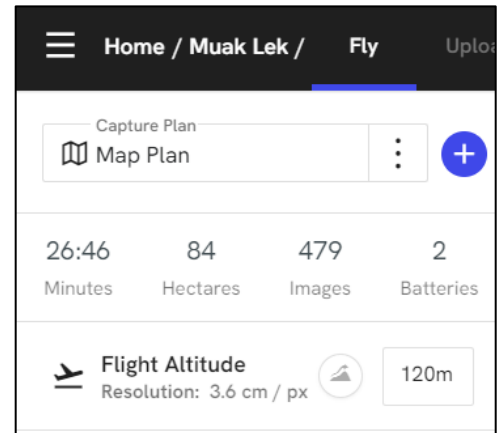 Home / Muak Lek / Fly
Capture Plan
Map Plan
26:46 84 479 2
Minutes Hectares Images Batteries
Flight Altitude
120m
Resolution: 3.6 cm / px